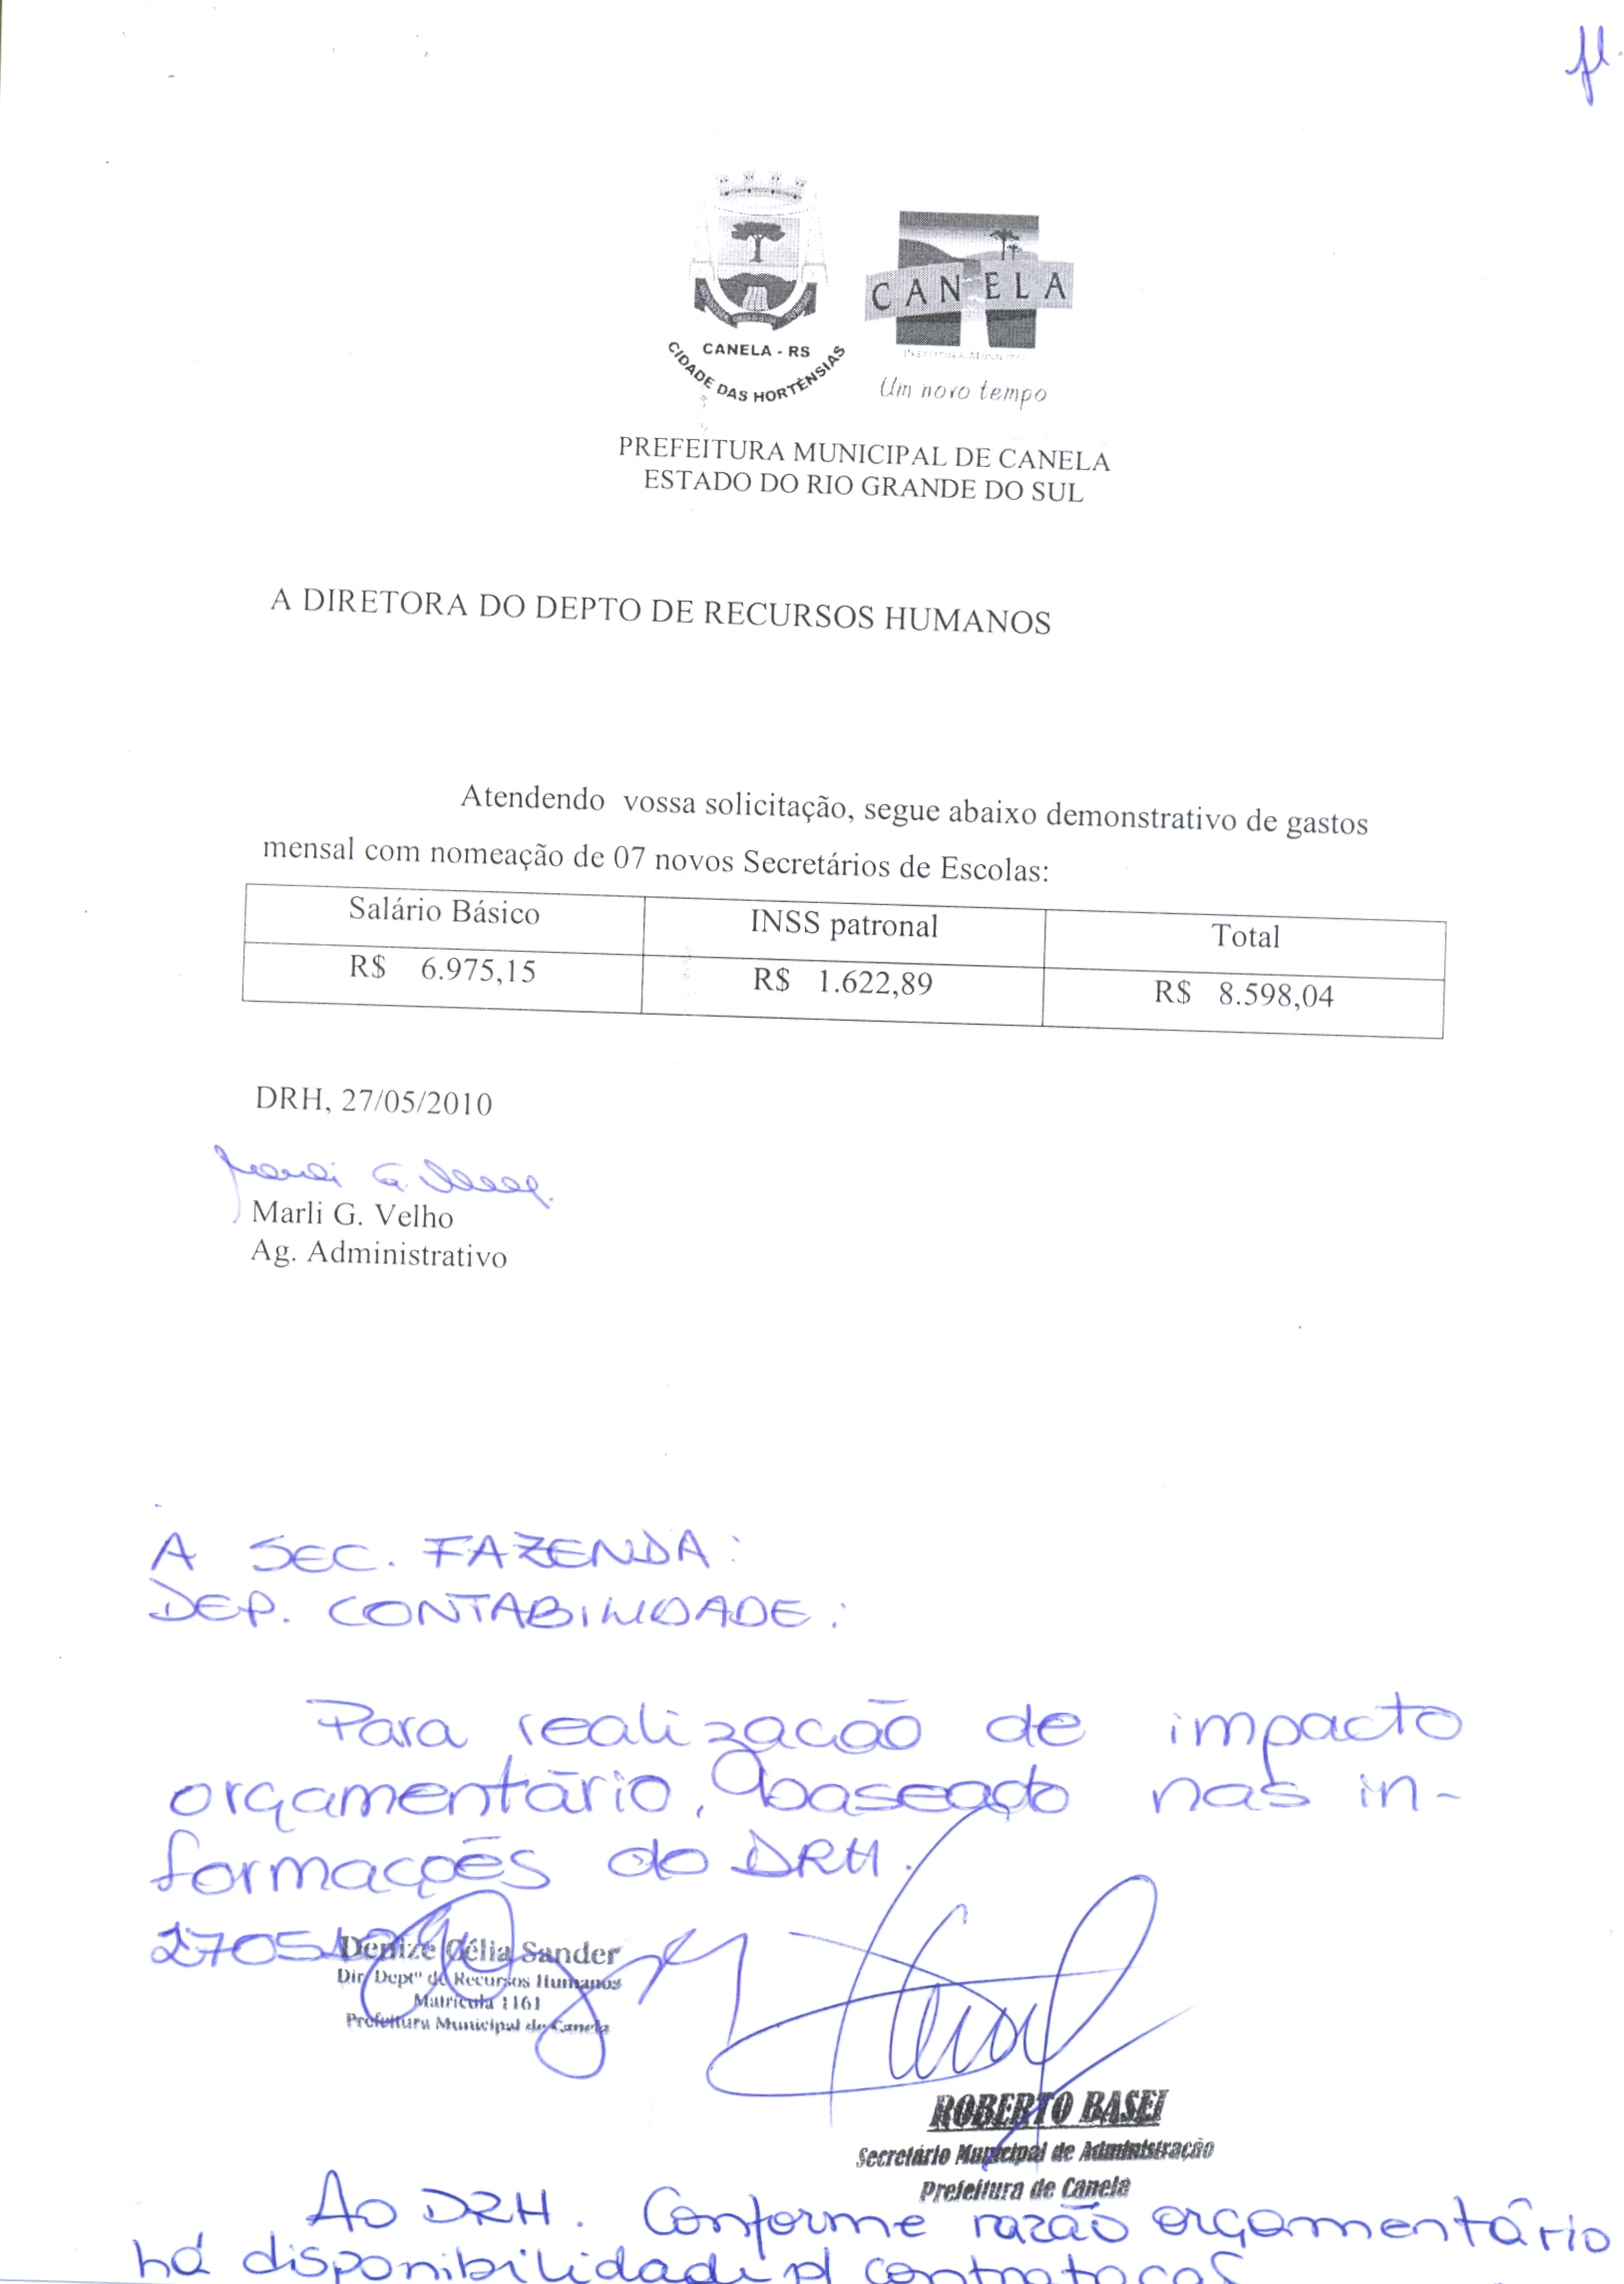 fl.
CANELA
CANELA - RS
CIDADE DAS HORTÊNSIAS
Um novo tempo
PREFEITURA MUNICIPAL DE CANELA
ESTADO DO RIO GRANDE DO SUL
A DIRETORA DO DEPTO DE RECURSOS HUMANOS
Atendendo vossa solicitação, segue abaixo demonstrativo de gastos
mensal com nomeação de 07 novos Secretários de Escolas:
Salário Básico INSS patronal Total
R$ 6.975,15 R$ 1.622,89 R$ 8.598,04
DRH, 27/05/2010
Marli G. Velho
Ag. Administrativo
A SEC. FAZENDA:
DEP. CONTABILIDADE:
Para realizacão de impacto
orçamentário, baseado nas in-
formações do DRH.
2705
Denize Célia Sander
Dir. Deptº de Recursos Humanos
Matrícula 1161
Prefeitura Municipal de Canela
ROBERTO BASEI
Secretário Municipal de Administração
Prefeitura de Canela
Ao DRH. Conforme razão orçamentário
há disponibilidade p/